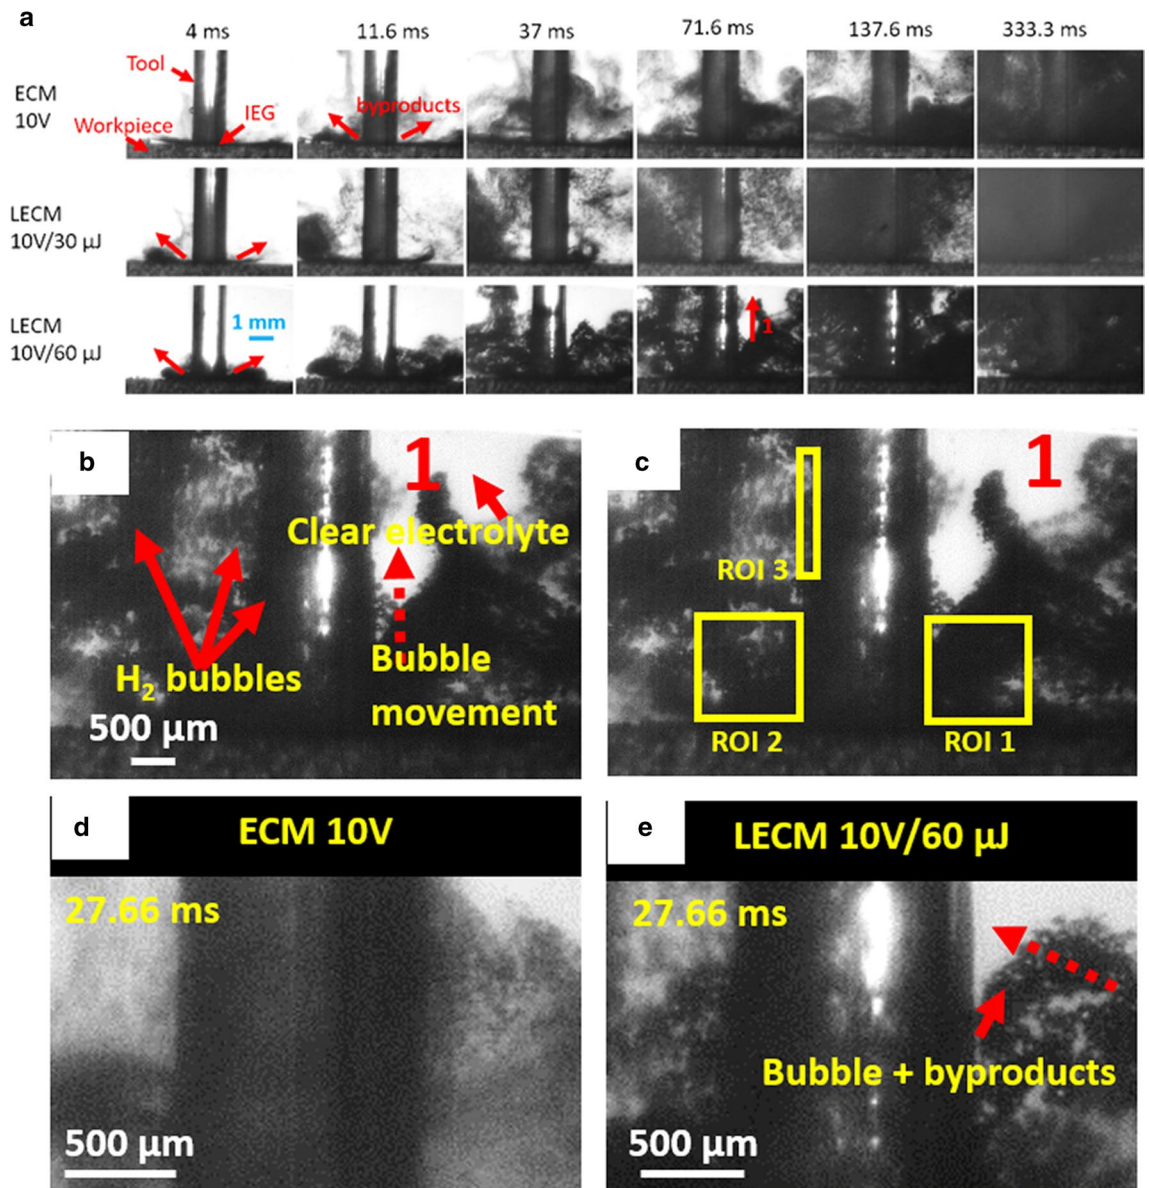 a
4 ms 11.6 ms 37 ms 71.6 ms 137.6 ms 333.3 ms
ECM
10V
Tool
IEG
Workpiece
byproducts
LECM
10V/30 µJ
LECM
10V/60 µJ
1 mm
1
b
1
Clear electrolyte
H₂ bubbles
Bubble
movement
500 µm
c
1
ROI 3
ROI 2
ROI 1
d
ECM 10V
27.66 ms
500 µm
e
LECM 10V/60 µJ
27.66 ms
Bubble + byproducts
500 µm